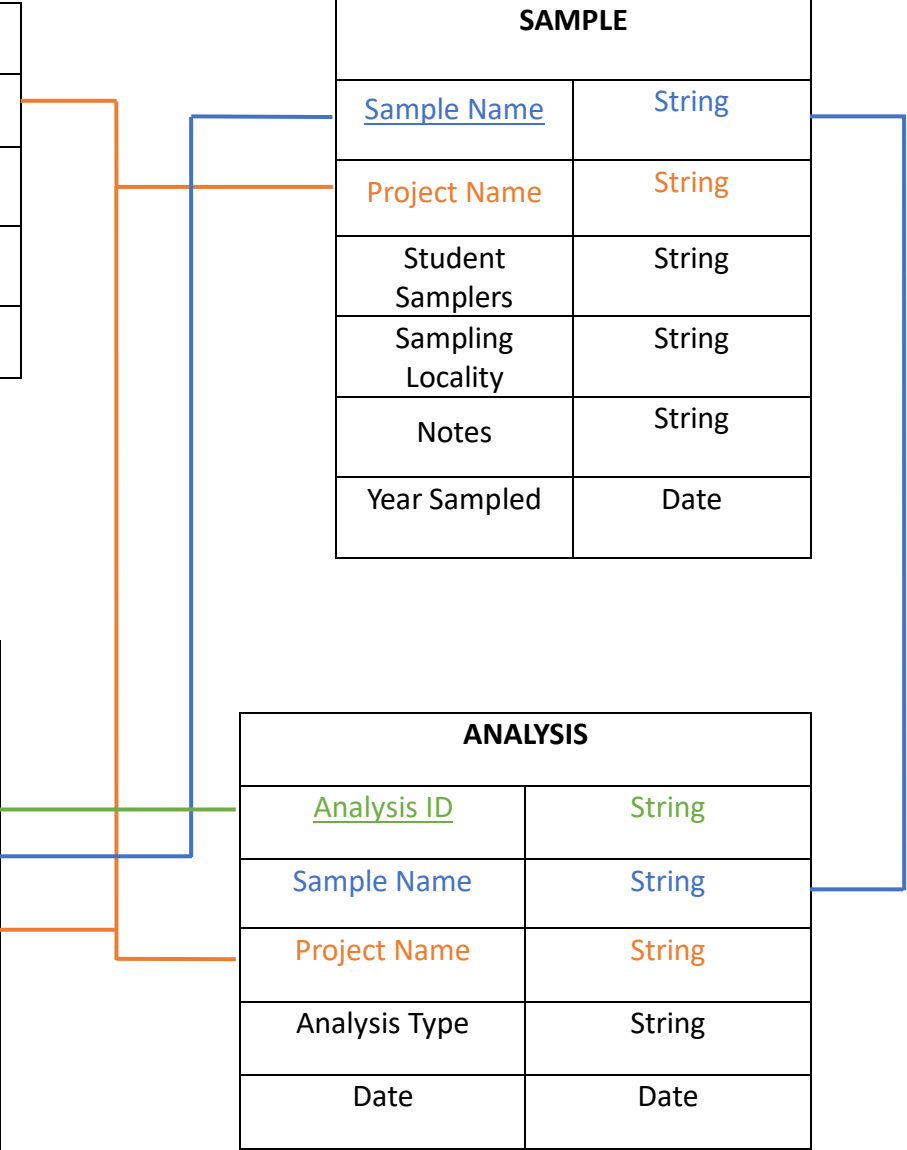 SAMPLE
Sample Name String
Project Name String
Student
Samplers
String
Sampling
Locality
String
Notes String
Year Sampled Date
ANALYSIS
Analysis ID String
Sample Name String
Project Name String
Analysis Type String
Date Date